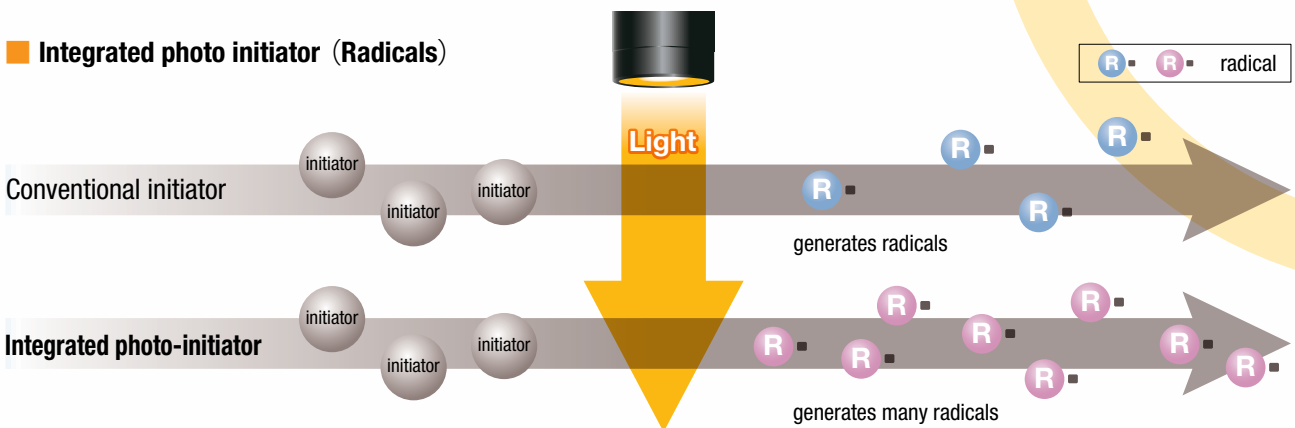 Integrated photo initiator（Radicals）
R R radical
Light
initiator
initiator
initiator
Conventional initiator
R
R
R
R
generates radicals
initiator
initiator
initiator
Integrated photo-initiator
R
R
R
R
R
R
R
R
generates many radicals